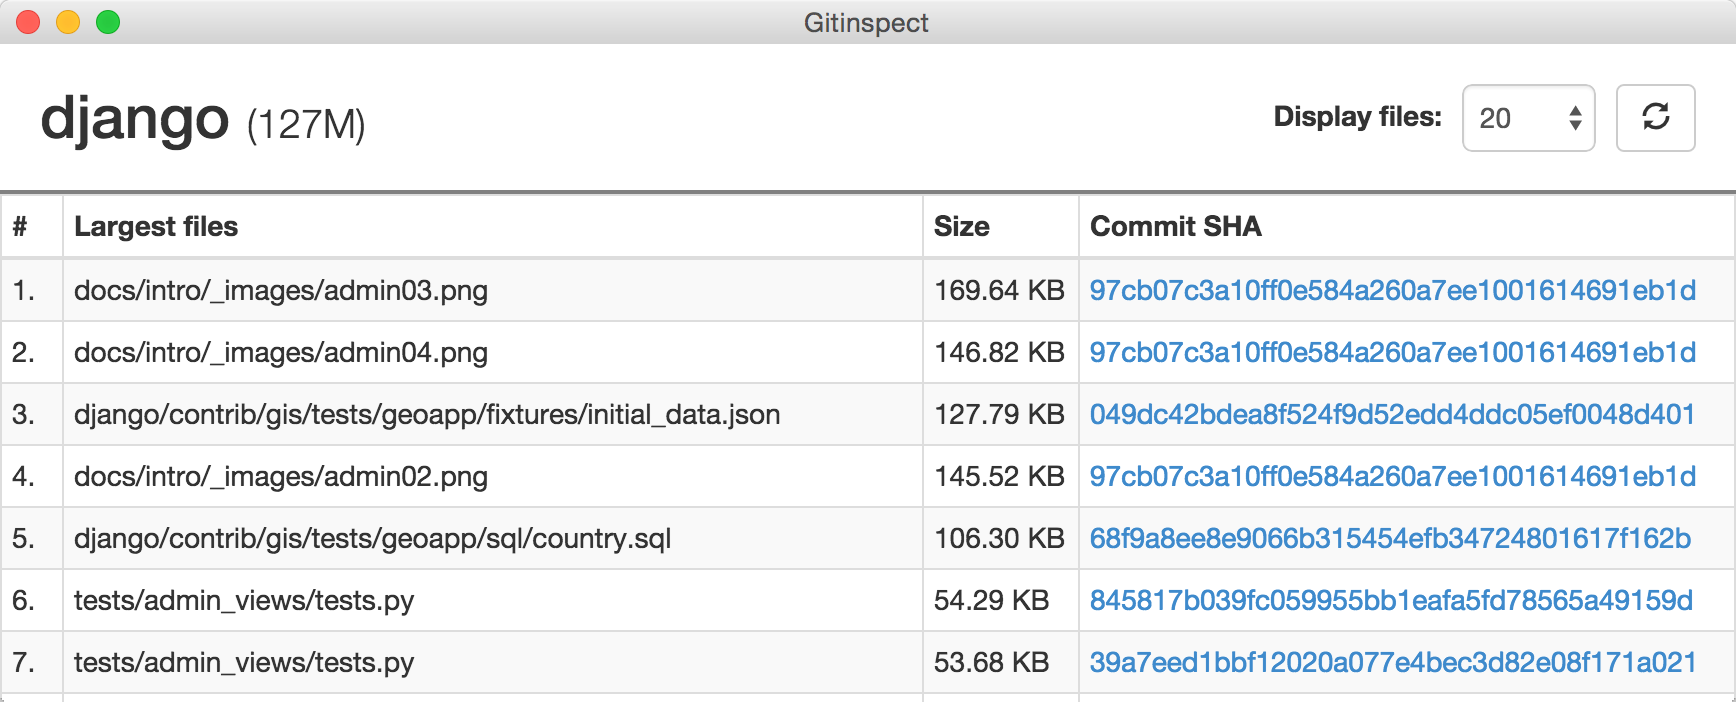 Gitinspect
django (127M) Display files: 20
# Largest files Size Commit SHA
1. docs/intro/_images/admin03.png 169.64 KB 97cb07c3a10ff0e584a260a7ee1001614691eb1d
2. docs/intro/_images/admin04.png 146.82 KB 97cb07c3a10ff0e584a260a7ee1001614691eb1d
3. django/contrib/gis/tests/geoapp/fixtures/initial_data.json 127.79 KB 049dc42bdea8f524f9d52edd4ddc05ef0048d401
4. docs/intro/_images/admin02.png 145.52 KB 97cb07c3a10ff0e584a260a7ee1001614691eb1d
5. django/contrib/gis/tests/geoapp/sql/country.sql 106.30 KB 68f9a8ee8e9066b315454efb34724801617f162b
6. tests/admin_views/tests.py 54.29 KB 845817b039fc059955bb1eafa5fd78565a49159d
7. tests/admin_views/tests.py 53.68 KB 39a7eed1bbf12020a077e4bec3d82e08f171a021